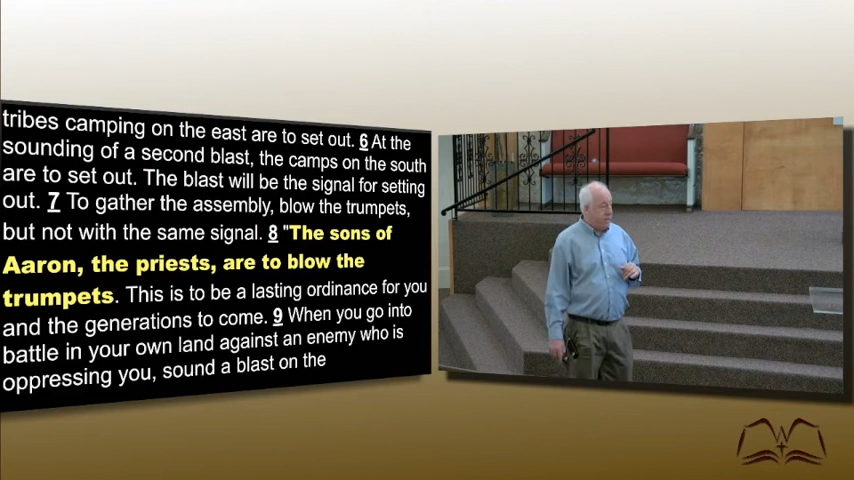 tribes camping on the east are to set out. 6 At the
sounding of a second blast, the camps on the south
are to set out. The blast will be the signal for setting
out. 7 To gather the assembly, blow the trumpets,
but not with the same signal. 8 "The sons of
Aaron, the priests, are to blow the
trumpets. This is to be a lasting ordinance for you
and the generations to come. 9 When you go into
battle in your own land against an enemy who is
oppressing you, sound a blast on the